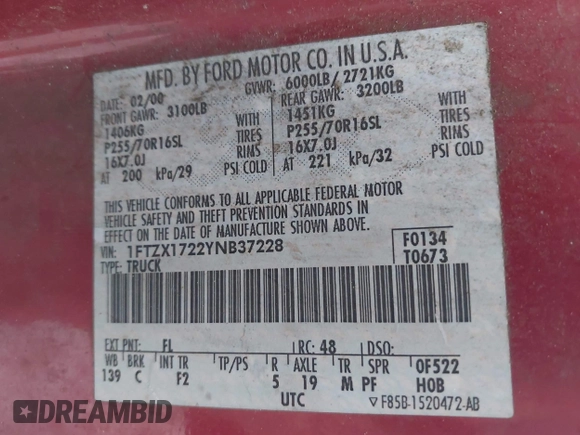 MFD. BY FORD MOTOR CO. IN U.S.A.
DATE: 02/00 GVWR: 6000LB/ 2721KG
FRONT GAWR: 3100LB REAR GAWR: 3200LB
1406KG WITH 1451KG WITH
P255/70R16SL TIRES P255/70R16SL TIRES
16X7.0J RIMS 16X7.0J RIMS
AT 200 kPa/29 PSI COLD AT 221 kPa/32 PSI COLD
THIS VEHICLE CONFORMS TO ALL APPLICABLE FEDERAL MOTOR
VEHICLE SAFETY AND THEFT PREVENTION STANDARDS IN
EFFECT ON THE DATE OF MANUFACTURE SHOWN ABOVE.
VIN: 1FTZX1722YNB37228 F0134
TYPE: TRUCK T0673
EXT PNT: FL RC: 48 DSO:
WB BRK INT TR TP/PS R AXLE TR SPR 0F522
139 C F2 5 19 M PF HOB
UTC ▽ F85B-1520472-AB
DREAMBID